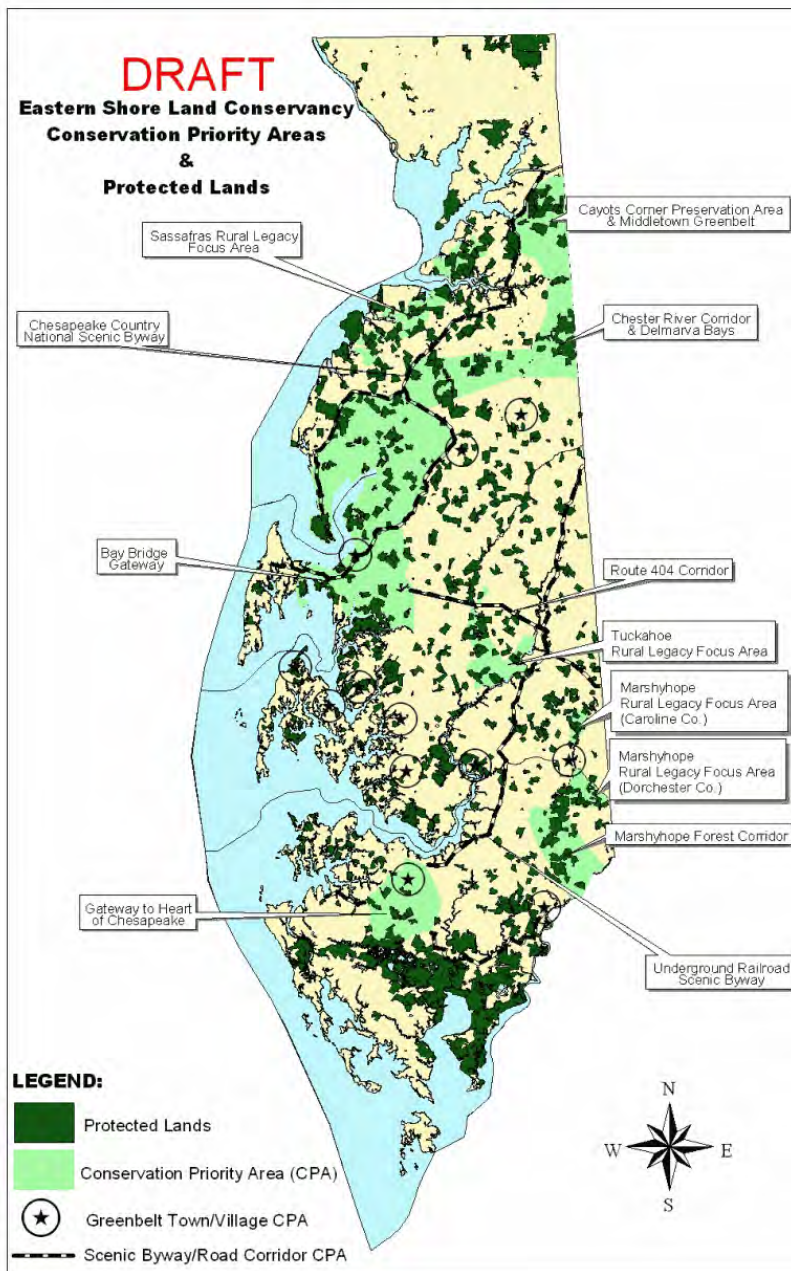 DRAFT
Eastern Shore Land Conservancy
Conservation Priority Areas
&
Protected Lands
Cayots Corner Preservation Area
& Middletown Greenbelt
Sassafras Rural Legacy
Focus Area
Chesapeake Country
National Scenic Byway
Chester River Corridor
& Delmarva Bays
Bay Bridge
Gateway
Route 404 Corridor
Tuckahoe
Rural Legacy Focus Area
Marshyhope
Rural Legacy Focus Area
(Caroline Co.)
Marshyhope
Rural Legacy Focus Area
(Dorchester Co.)
Marshyhope Forest Corridor
Gateway to Heart
of Chesapeake
Underground Railroad
Scenic Byway
LEGEND:
Protected Lands
Conservation Priority Area (CPA)
Greenbelt Town/Village CPA
Scenic Byway/Road Corridor CPA
N
W
E
S